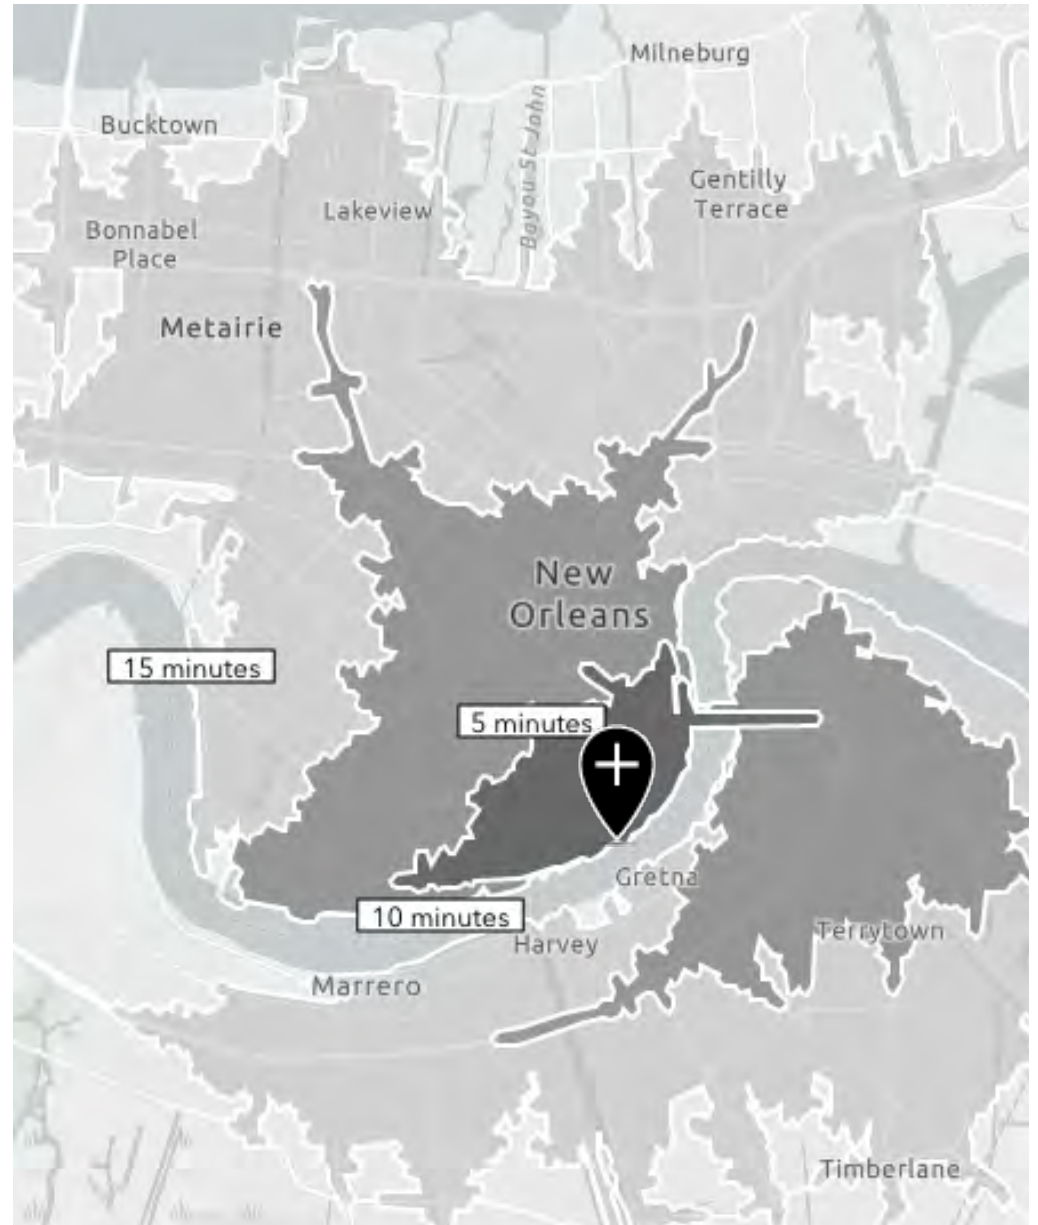 Milneburg
Bucktown
Bayou St John
Gentilly
Terrace
Lakeview
Bonnabel
Place
Metairie
New
Orleans
15 minutes
5 minutes
Gretna
10 minutes
Terrytown
Harvey
Marrero
Timberlane